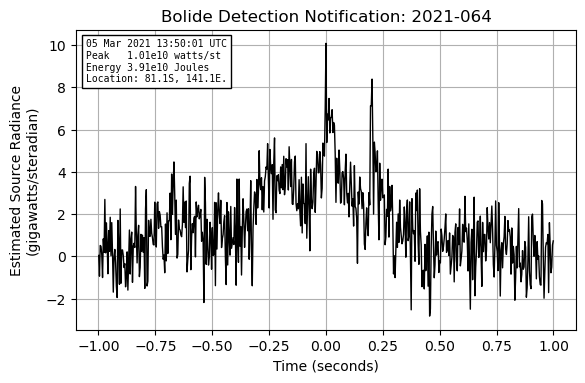 Bolide Detection Notification: 2021-064
05 Mar 2021 13:50:01 UTC
Peak   1.01e10 watts/st
Energy 3.91e10 Joules
Location: 81.1S, 141.1E.
Estimated Source Radiance
(gigawatts/steradian)
10
8
6
4
2
0
−2
−1.00 −0.75 −0.50 −0.25 0.00 0.25 0.50 0.75 1.00
Time (seconds)